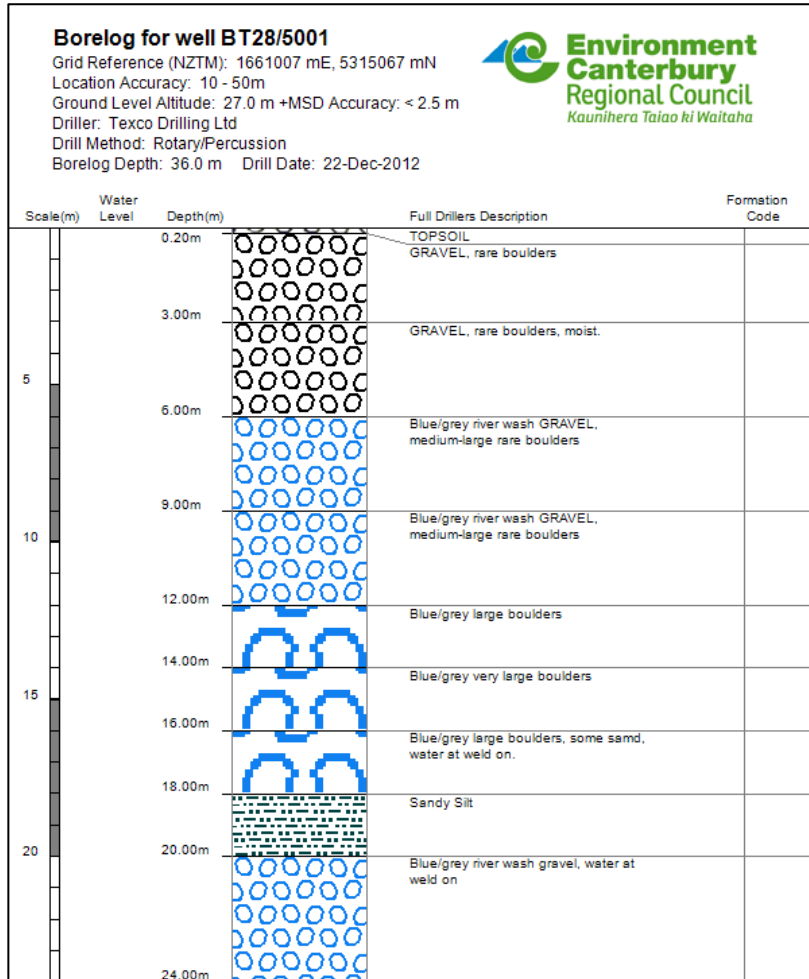 Borelog for well BT28/5001
Grid Reference (NZTM): 1661007 mE, 5315067 mN
Location Accuracy: 10 - 50m
Ground Level Altitude: 27.0 m +MSD Accuracy: < 2.5 m
Driller: Texco Drilling Ltd
Drill Method: Rotary/Percussion
Borelog Depth: 36.0 m Drill Date: 22-Dec-2012
Environment
Canterbury
Regional Council
Kaunihera Taiao ki Waitaha
Scale(m)
Water
Level
Depth(m)
Full Drillers Description
Formation
Code
0.20m
TOPSOIL
GRAVEL, rare boulders
3.00m
GRAVEL, rare boulders, moist.
5
6.00m
Blue/grey river wash GRAVEL,
medium-large rare boulders
9.00m
Blue/grey river wash GRAVEL,
medium-large rare boulders
10
12.00m
Blue/grey large boulders
14.00m
Blue/grey very large boulders
15
16.00m
Blue/grey large boulders, some samd,
water at weld on.
18.00m
Sandy Silt
20
20.00m
Blue/grey river wash gravel, water at
weld on
24.00m